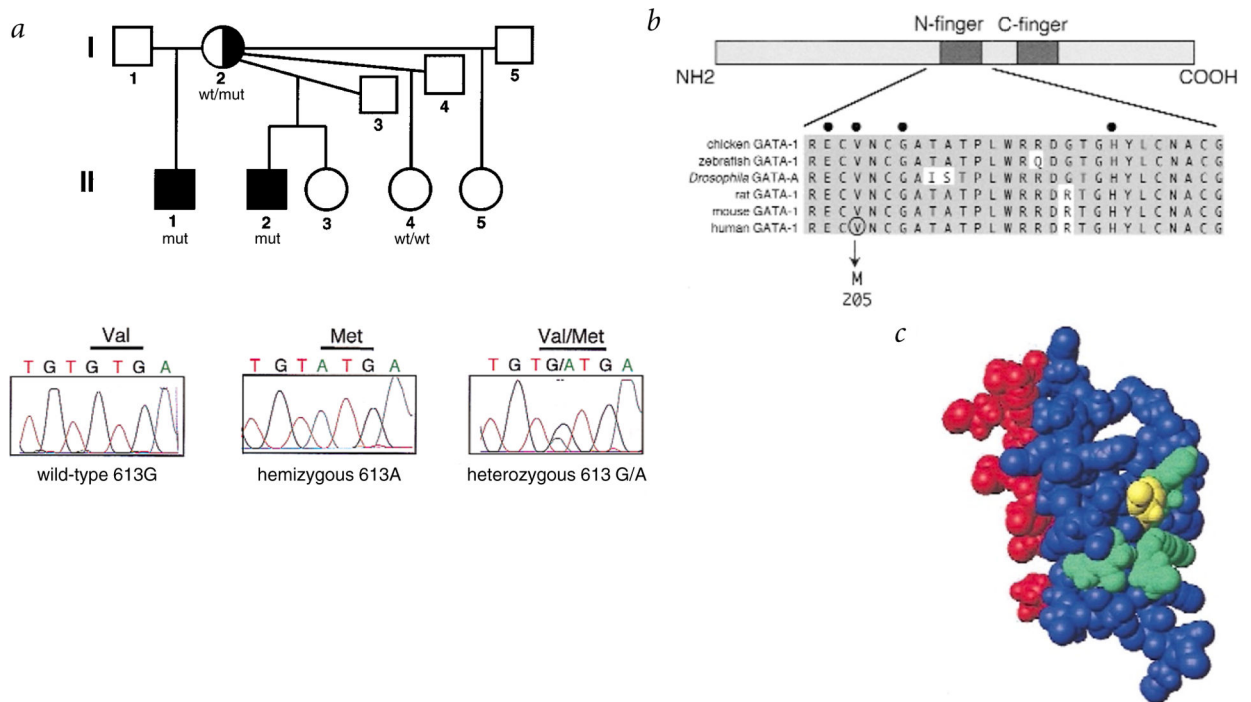 a
I
1
2
wt/mut
3
4
5
II
1
mut
2
mut
3
4
wt/wt
5
Val
T G T G T G A
wild-type 613G
Met
T G T A T G A
hemizygous 613A
Val/Met
T G T G/A T G A
heterozygous 613 G/A
b
N-finger C-finger
NH2 COOH
chicken GATA-1 R E C V N C G A T A T P L W R R D G T G H Y L C N A C G
zebrafish GATA-1 R E C V N C G A T A T P L W R Q D G T G H Y L C N A C G
Drosophila GATA-A R E C V N C G A I S T P L W R R D G T G H Y L C N A C G
rat GATA-1 R E C V N C G A T A T P L W R R D R T G H Y L C N A C G
mouse GATA-1 R E C V N C G A T A T P L W R R D R T G H Y L C N A C G
human GATA-1 R E C V N C G A T A T P L W R R D R T G H Y L C N A C G
M
205
c